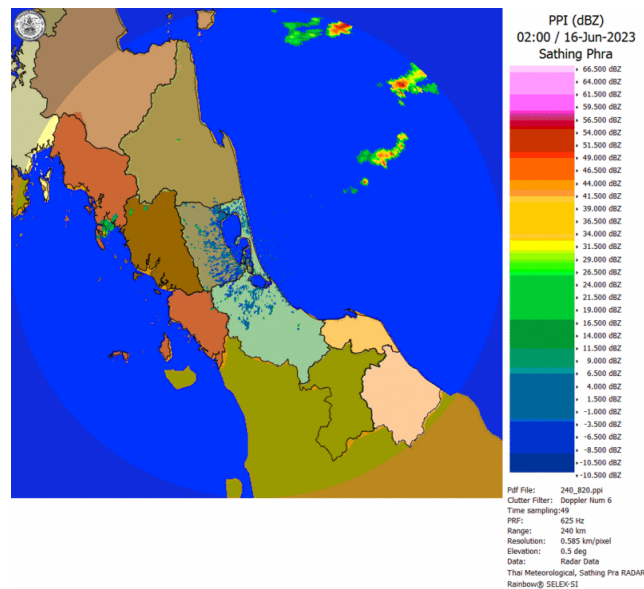 PPI (dBZ)
02:00 / 16-Jun-2023
Sathing Phra
66.500 dBZ
64.000 dBZ
61.500 dBZ
59.500 dBZ
56.500 dBZ
54.000 dBZ
51.500 dBZ
49.000 dBZ
46.500 dBZ
44.000 dBZ
41.500 dBZ
39.000 dBZ
36.500 dBZ
34.000 dBZ
31.500 dBZ
29.000 dBZ
26.500 dBZ
24.000 dBZ
21.500 dBZ
19.000 dBZ
16.500 dBZ
14.000 dBZ
11.500 dBZ
9.000 dBZ
6.500 dBZ
4.000 dBZ
1.500 dBZ
-1.000 dBZ
-3.500 dBZ
-6.500 dBZ
-8.500 dBZ
-10.500 dBZ
-10.500 dBZ
Pdf File: 240_820.ppi
Clutter Filter: Doppler Num 6
Time sampling:49
PRF: 625 Hz
Range: 240 km
Resolution: 0.585 km/pixel
Elevation: 0.5 deg
Data: Radar Data
Thai Meteorological, Sathing Pra RADAR
Rainbow® SELEX-SI